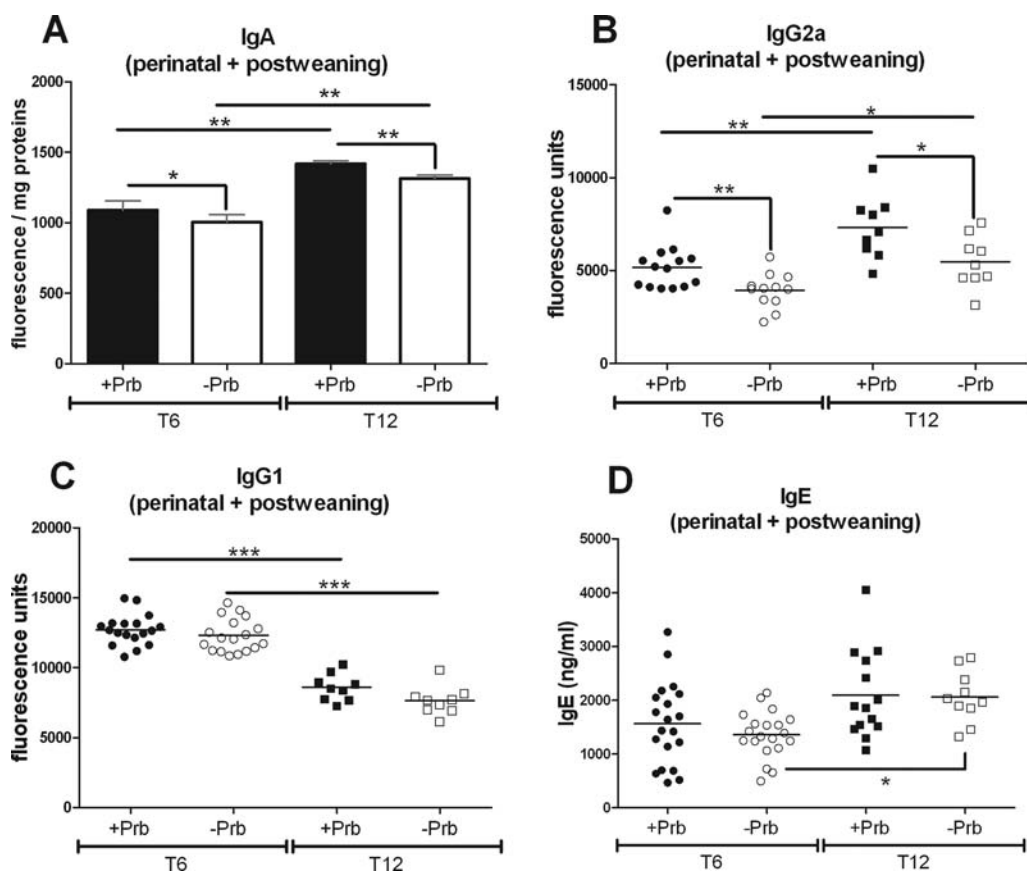 A
IgA
(perinatal + postweaning)
fluorescence / mg proteins
2000
1500
1000
500
0
**
**
**
*
+Prb -Prb +Prb -Prb
T6 T12
B
IgG2a
(perinatal + postweaning)
fluorescence units
15000
10000
5000
0
*
**
*
**
+Prb -Prb +Prb -Prb
T6 T12
C
IgG1
(perinatal + postweaning)
fluorescence units
20000
15000
10000
5000
0
***
***
+Prb -Prb +Prb -Prb
T6 T12
D
IgE
(perinatal + postweaning)
IgE (ng/ml)
5000
4000
3000
2000
1000
0
*
+Prb -Prb +Prb -Prb
T6 T12